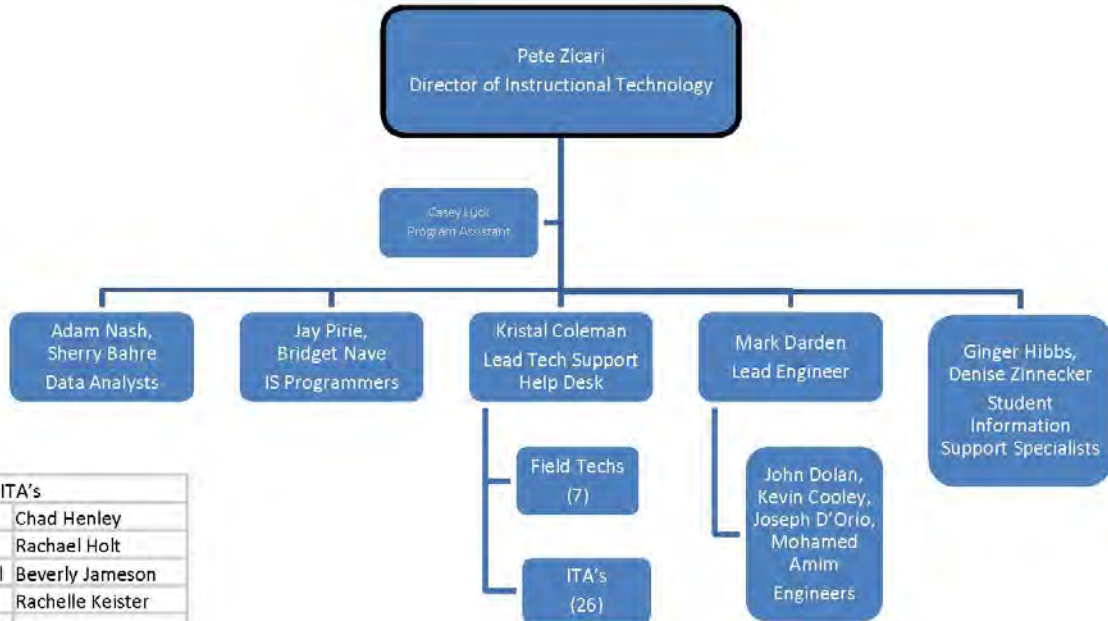 Pete Zicari
Director of Instructional Technology
Casey Luck
Program Assistant
Adam Nash,
Sherry Bahre
Data Analysts
Jay Pirie,
Bridget Nave
IS Programmers
Kristal Coleman
Lead Tech Support
Help Desk
Mark Darden
Lead Engineer
Ginger Hibbs,
Denise Zinnecker
Student
Information
Support Specialists
Field Techs
(7)
ITA's
(26)
John Dolan,
Kevin Cooley,
Joseph D'Orio,
Mohamed
Amim
Engineers
ITA's
Chad Henley
Rachael Holt
Beverly Jameson
Rachelle Keister